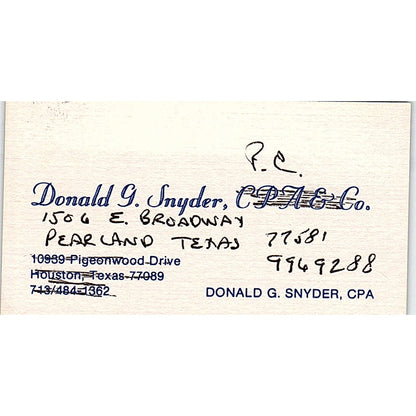 P.C.
Donald G. Snyder, CPA & Co.
1506 E. BROADWAY
PEARLAND TEXAS 77581
9969288
10939 Pigeonwood Drive
Houston, Texas 77089
713/484-1362
DONALD G. SNYDER, CPA